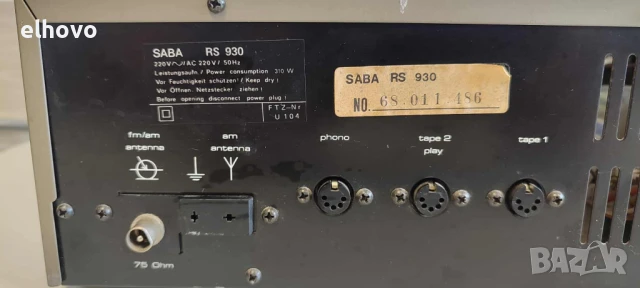 elhovo
SABA RS 930
220V~/AC 220V/ 50Hz
Leistungsaufn./ Power consumption 310 W
Vor Feuchtigkeit schützen ( Keep dry )
Vor Öffnen, Netzstecker ziehen (
Before opening disconnect power plug )
FTZ-Nr
U 104
SABA RS 930
NO. 68 011 486
fm/am
antenna
am
antenna
phono
tape 2
play
tape 1
75 Ohm
BAZAR